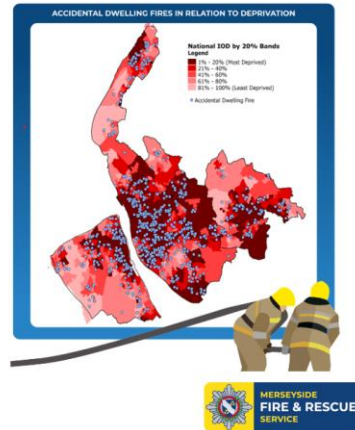 ACCIDENTAL DWELLING FIRES IN RELATION TO DEPRIVATION
National IOD by 20% Bands
Legend
1% - 20% (Most Deprived)
21% - 40%
41% - 60%
61% - 80%
81% - 100% (Least Deprived)
Accidental Dwelling Fire
MERSEYSIDE
FIRE & RESCUE
SERVICE